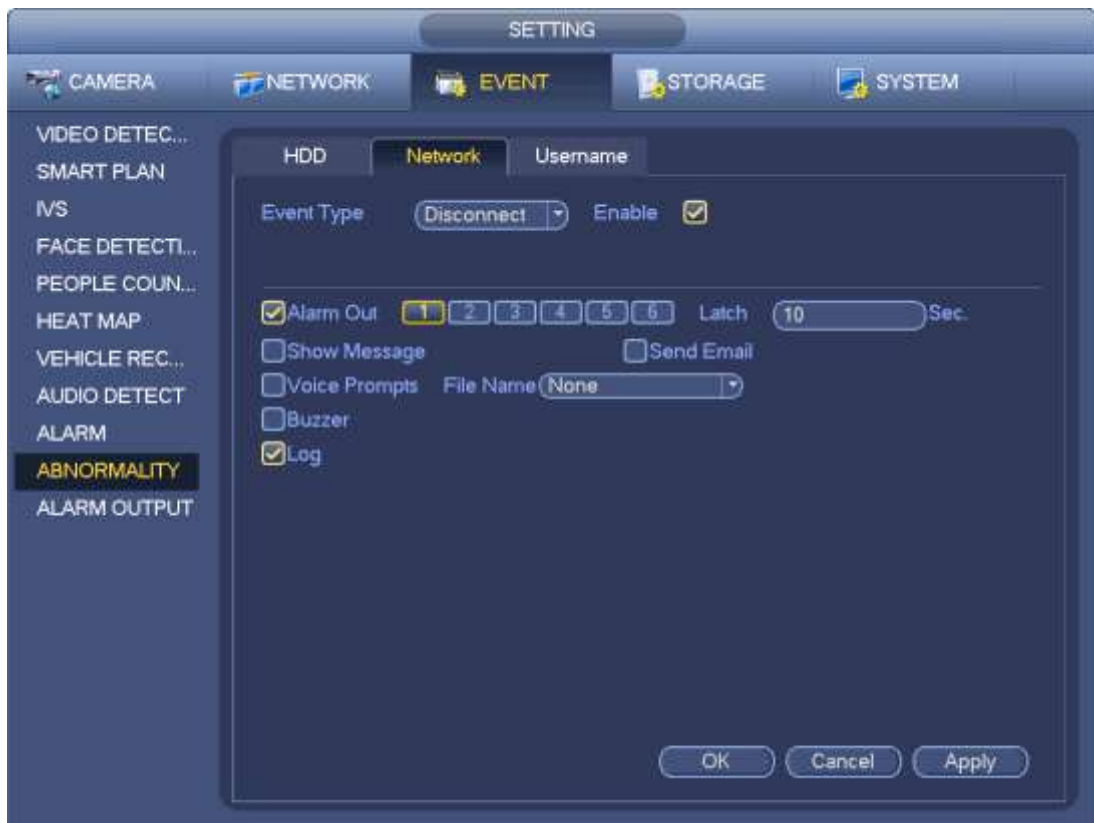 SETTING
CAMERA NETWORK EVENT STORAGE SYSTEM
VIDEO DETEC...
SMART PLAN
IVS
FACE DETECTI...
PEOPLE COUN...
HEAT MAP
VEHICLE REC...
AUDIO DETECT
ALARM
ABNORMALITY
ALARM OUTPUT
HDD Network Username
Event Type Disconnect Enable
Alarm Out 1 2 3 4 5 6 Latch 10 Sec.
Show Message Send Email
Voice Prompts File Name None
Buzzer
Log
OK Cancel Apply